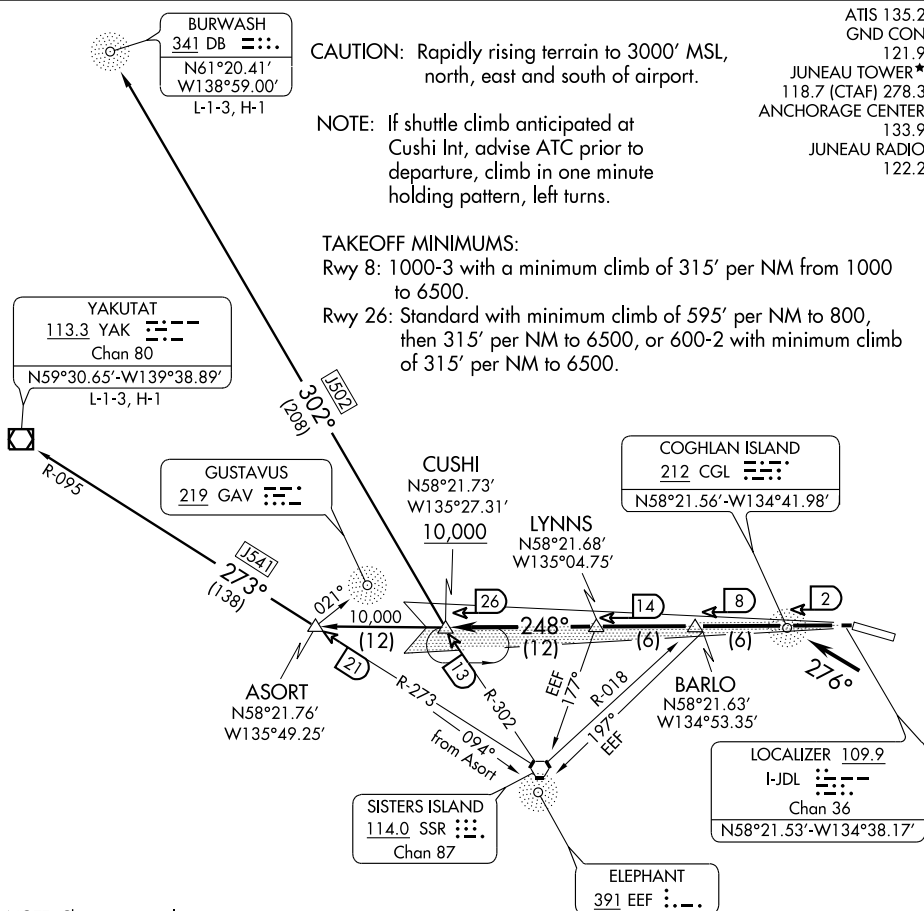 BURWASH
341 DB
N61°20.41'
W138°59.00'
L-1-3, H-1
CAUTION: Rapidly rising terrain to 3000' MSL,
north, east and south of airport.
NOTE: If shuttle climb anticipated at
Cushi Int, advise ATC prior to
departure, climb in one minute
holding pattern, left turns.
ATIS 135.2
GND CON
121.9
JUNEAU TOWER★
118.7 (CTAF) 278.3
ANCHORAGE CENTER
133.9
JUNEAU RADIO
122.2
TAKEOFF MINIMUMS:
Rwy 8: 1000-3 with a minimum climb of 315' per NM from 1000
to 6500.
Rwy 26: Standard with minimum climb of 595' per NM to 800,
then 315' per NM to 6500, or 600-2 with minimum climb
of 315' per NM to 6500.
YAKUTAT
113.3 YAK
Chan 80
N59°30.65'-W139°38.89'
L-1-3, H-1
R-095
J502
302°
(208)
GUSTAVUS
219 GAV
CUSHI
N58°21.73'
W135°27.31'
10,000
LYNNS
N58°21.68'
W135°04.75'
COGHLAN ISLAND
212 CGL
N58°21.56'-W134°41.98'
J541
273°
(138)
021°
10,000
(12)
26
248°
(12)
14
(6)
8
(6)
2
276°
21
13
ASORT
N58°21.76'
W135°49.25'
R-273
094°
from Asort
R-302
EEF
177°
R-018
197°
EEF
BARLO
N58°21.63'
W134°53.35'
LOCALIZER 109.9
I-JDL
Chan 36
N58°21.53'-W134°38.17'
SISTERS ISLAND
114.0 SSR
Chan 87
ELEPHANT
391 EEF